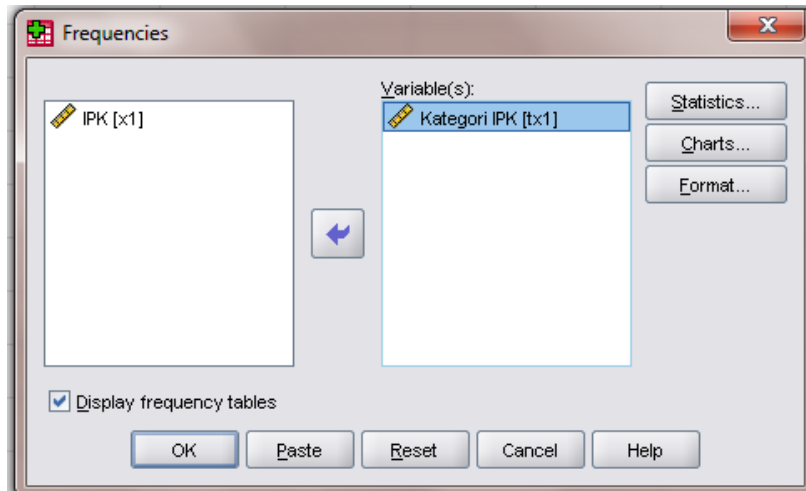 Frequencies
Variable(s):
IPK [x1]
Kategori IPK [tx1]
Statistics...
Charts...
Format...
Display frequency tables
OK
Paste
Reset
Cancel
Help